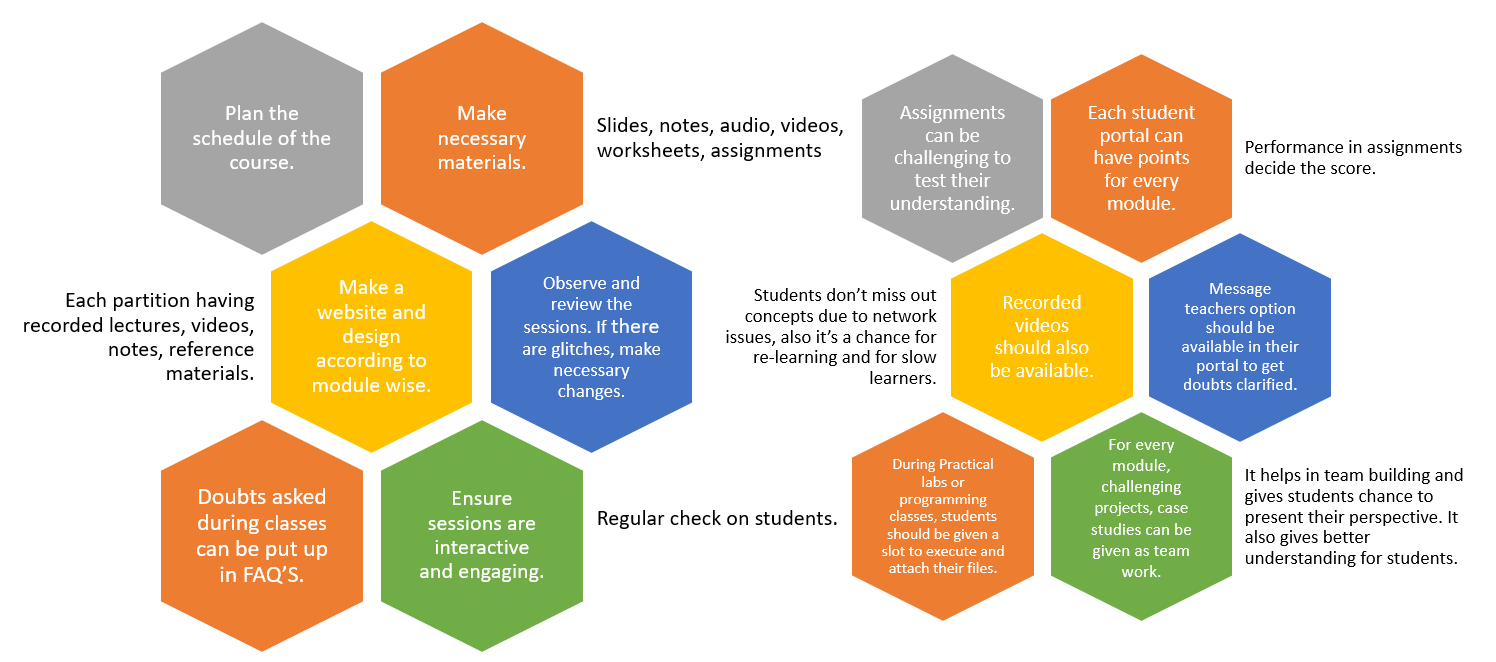 Plan the
schedule of the
course.
Make
necessary
materials.
Slides, notes, audio, videos,
worksheets, assignments
Each partition having
recorded lectures, videos,
notes, reference
materials.
Make a
website and
design
according to
module wise.
Observe and
review the
sessions. If there
are glitches, make
necessary
changes.
Doubts asked
during classes
can be put up
in FAQ’S.
Ensure
sessions are
interactive
and engaging.
Regular check on students.
Assignments
can be
challenging to
test their
understanding.
Each student
portal can
have points
for every
module.
Performance in assignments
decide the score.
Students don’t miss out
concepts due to network
issues, also it’s a chance for
re-learning and for slow
learners.
Recorded
videos
should also
be available.
Message
teachers option
should be
available in their
portal to get
doubts clarified.
During Practical
labs or
programming
classes, students
should be given a
slot to execute and
attach their files.
For every
module,
challenging
projects, case
studies can be
given as team
work.
It helps in team building and
gives students chance to
present their perspective. It
also gives better
understanding for students.